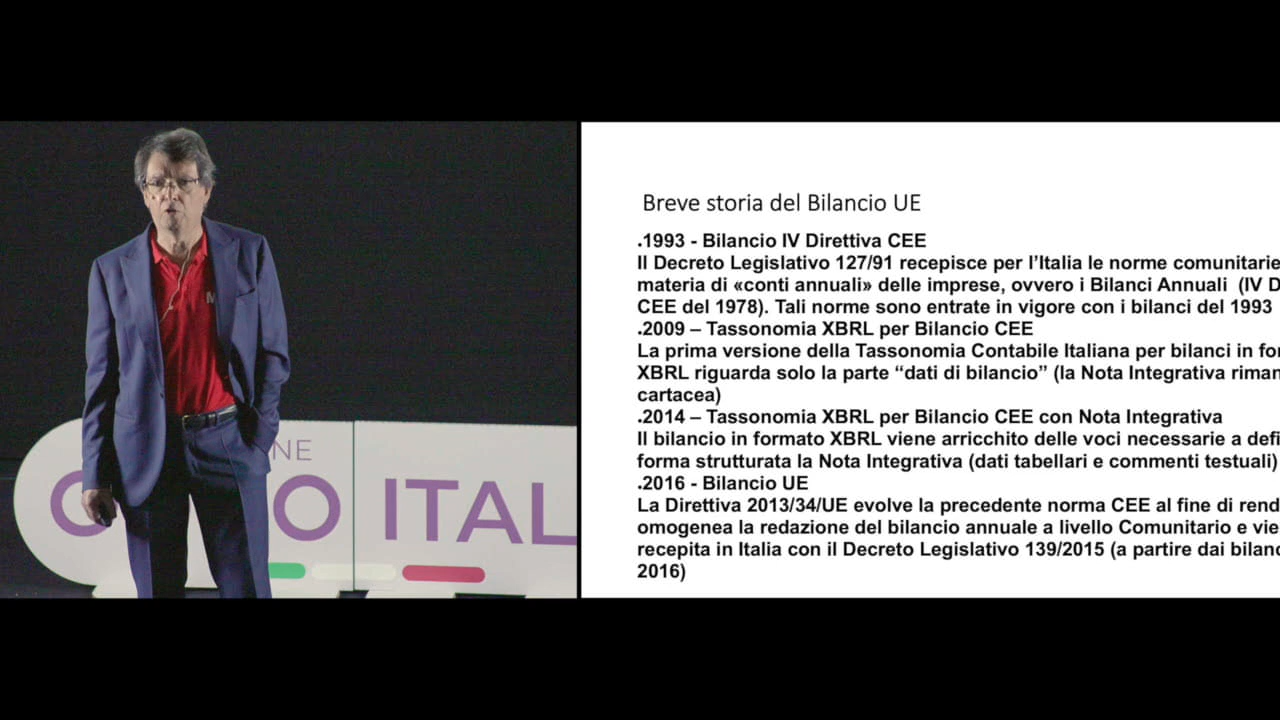 M
NE
ITAL
Breve storia del Bilancio UE
.1993 - Bilancio IV Direttiva CEE
Il Decreto Legislativo 127/91 recepisce per l’Italia le norme comunitarie
materia di «conti annuali» delle imprese, ovvero i Bilanci Annuali (IV D
CEE del 1978). Tali norme sono entrate in vigore con i bilanci del 1993
.2009 – Tassonomia XBRL per Bilancio CEE
La prima versione della Tassonomia Contabile Italiana per bilanci in for
XBRL riguarda solo la parte “dati di bilancio” (la Nota Integrativa riman
cartacea)
.2014 – Tassonomia XBRL per Bilancio CEE con Nota Integrativa
Il bilancio in formato XBRL viene arricchito delle voci necessarie a defi
forma strutturata la Nota Integrativa (dati tabellari e commenti testuali)
.2016 - Bilancio UE
La Direttiva 2013/34/UE evolve la precedente norma CEE al fine di rend
omogenea la redazione del bilancio annuale a livello Comunitario e vie
recepita in Italia con il Decreto Legislativo 139/2015 (a partire dai bilanc
2016)